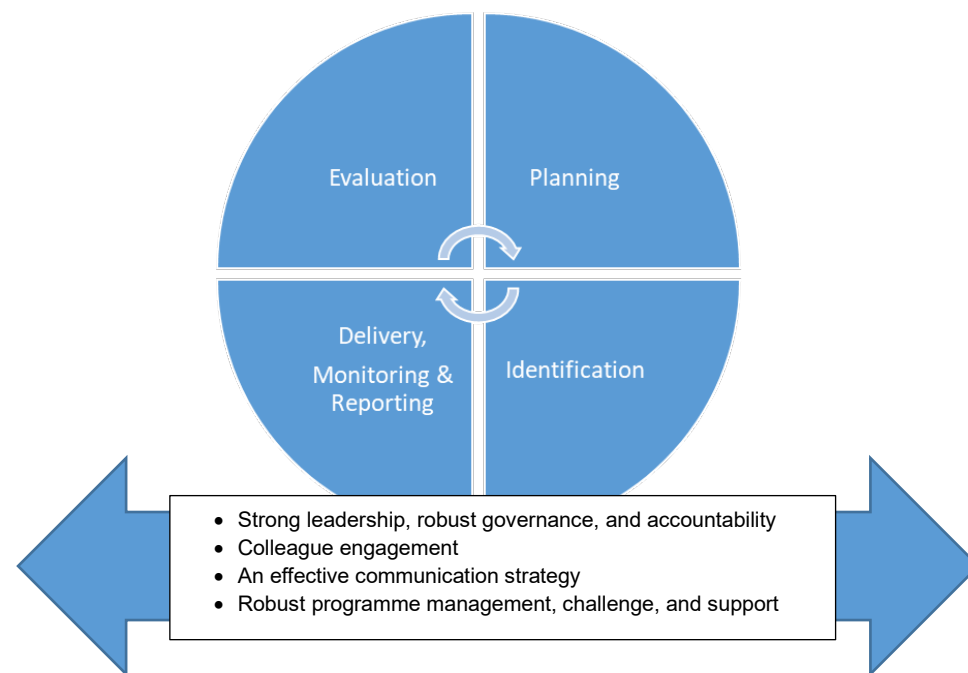 Evaluation
Planning
Delivery,
Monitoring &
Reporting
Identification
• Strong leadership, robust governance, and accountability
• Colleague engagement
• An effective communication strategy
• Robust programme management, challenge, and support